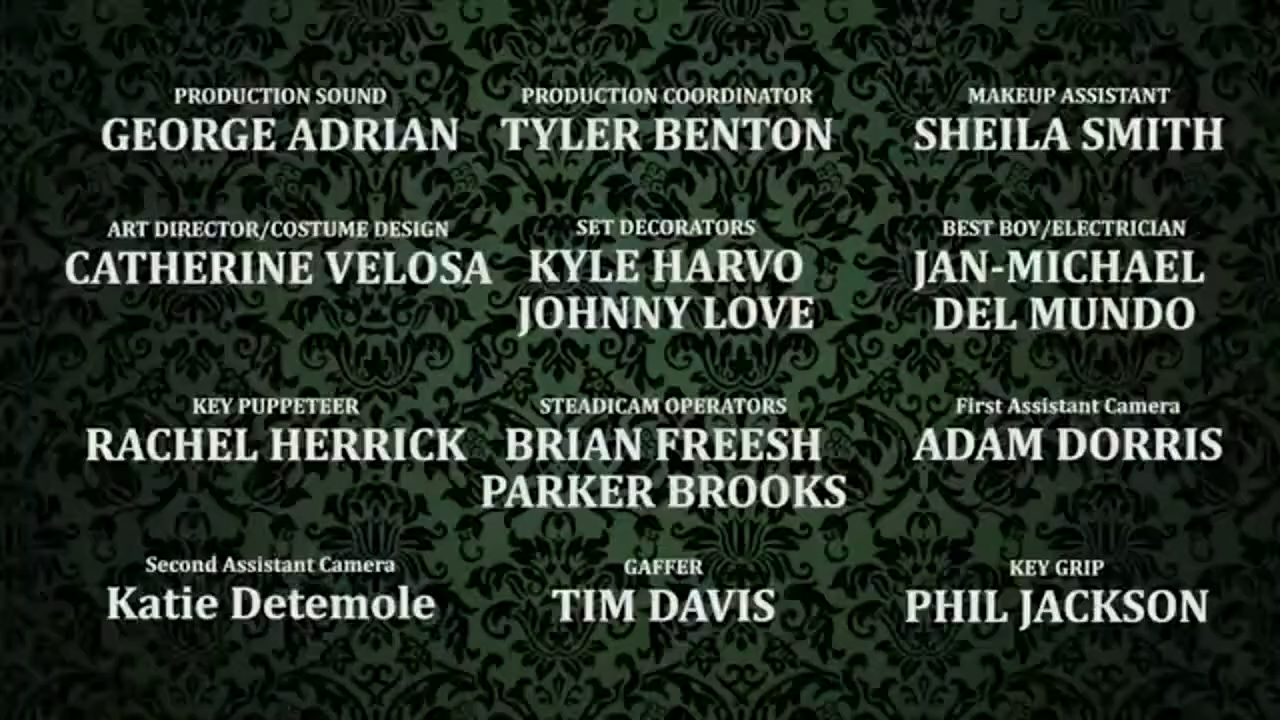 PRODUCTION SOUND
GEORGE ADRIAN
PRODUCTION COORDINATOR
TYLER BENTON
MAKEUP ASSISTANT
SHEILA SMITH
ART DIRECTOR/COSTUME DESIGN
CATHERINE VELOSA
SET DECORATORS
KYLE HARVO
JOHNNY LOVE
BEST BOY/ELECTRICIAN
JAN-MICHAEL
DEL MUNDO
KEY PUPPETEER
RACHEL HERRICK
STEADICAM OPERATORS
BRIAN FREESH
PARKER BROOKS
First Assistant Camera
ADAM DORRIS
Second Assistant Camera
Katie Detemole
GAFFER
TIM DAVIS
KEY GRIP
PHIL JACKSON